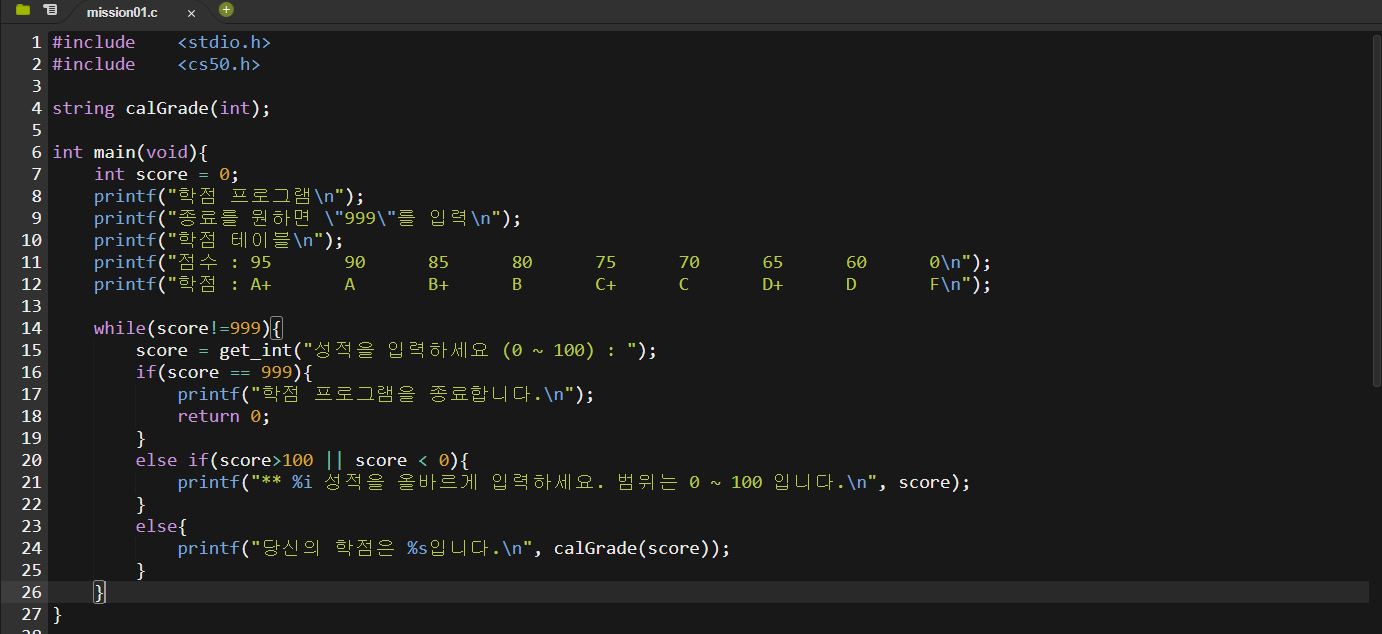 mission01.c
1 #include    <stdio.h>
2 #include    <cs50.h>
3
4 string calGrade(int);
5
6 int main(void){
7     int score = 0;
8     printf("학점 프로그램\n");
9     printf("종료를 원하면 \"999\"를 입력\n");
10     printf("학점 테이블\n");
11     printf("점수 : 95       90      85      80      75      70      65      60      0\n");
12     printf("학점 : A+       A       B+      B       C+      C       D+      D       F\n");
13
14     while(score!=999){
15         score = get_int("성적을 입력하세요 (0 ~ 100) : ");
16         if(score == 999){
17             printf("학점 프로그램을 종료합니다.\n");
18             return 0;
19         }
20         else if(score>100 || score < 0){
21             printf("** %i 성적을 올바르게 입력하세요. 범위는 0 ~ 100 입니다.\n", score);
22         }
23         else{
24             printf("당신의 학점은 %s입니다.\n", calGrade(score));
25         }
26     }
27 }